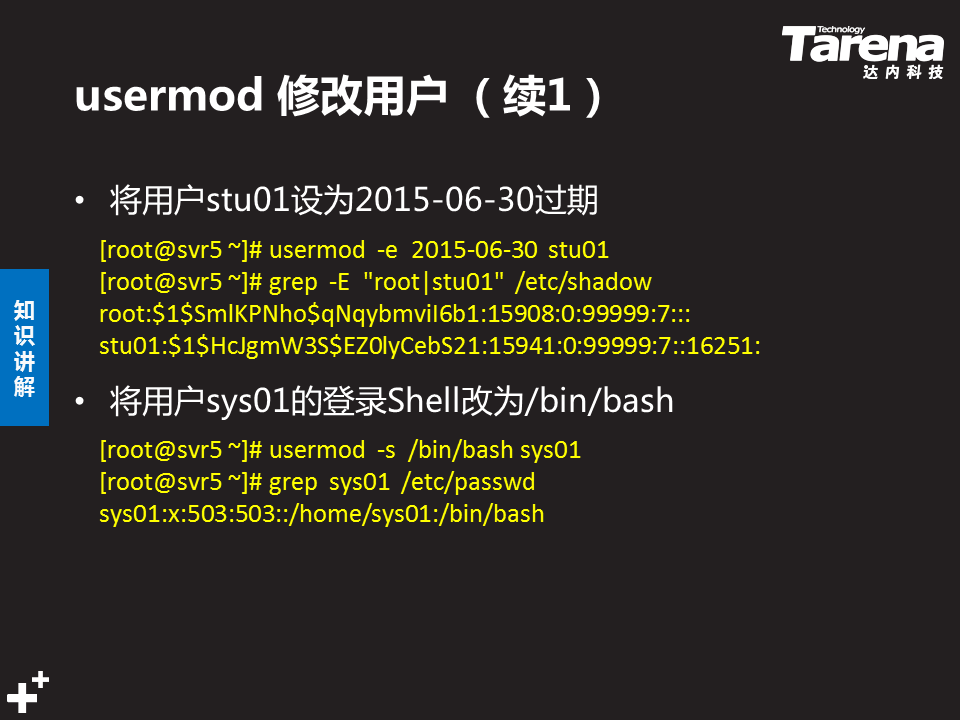 Technology
Tarena
达内科技
usermod 修改用户 （续1）
• 将用户stu01设为2015-06-30过期
[root@svr5 ~]# usermod -e 2015-06-30 stu01
[root@svr5 ~]# grep -E "root|stu01" /etc/shadow
root:$1$SmlKPNho$qNqybmviI6b1:15908:0:99999:7:::
stu01:$1$HcJgmW3S$EZ0lyCebS21:15941:0:99999:7::16251:
• 将用户sys01的登录Shell改为/bin/bash
[root@svr5 ~]# usermod -s /bin/bash sys01
[root@svr5 ~]# grep sys01 /etc/passwd
sys01:x:503:503::/home/sys01:/bin/bash
知识讲解